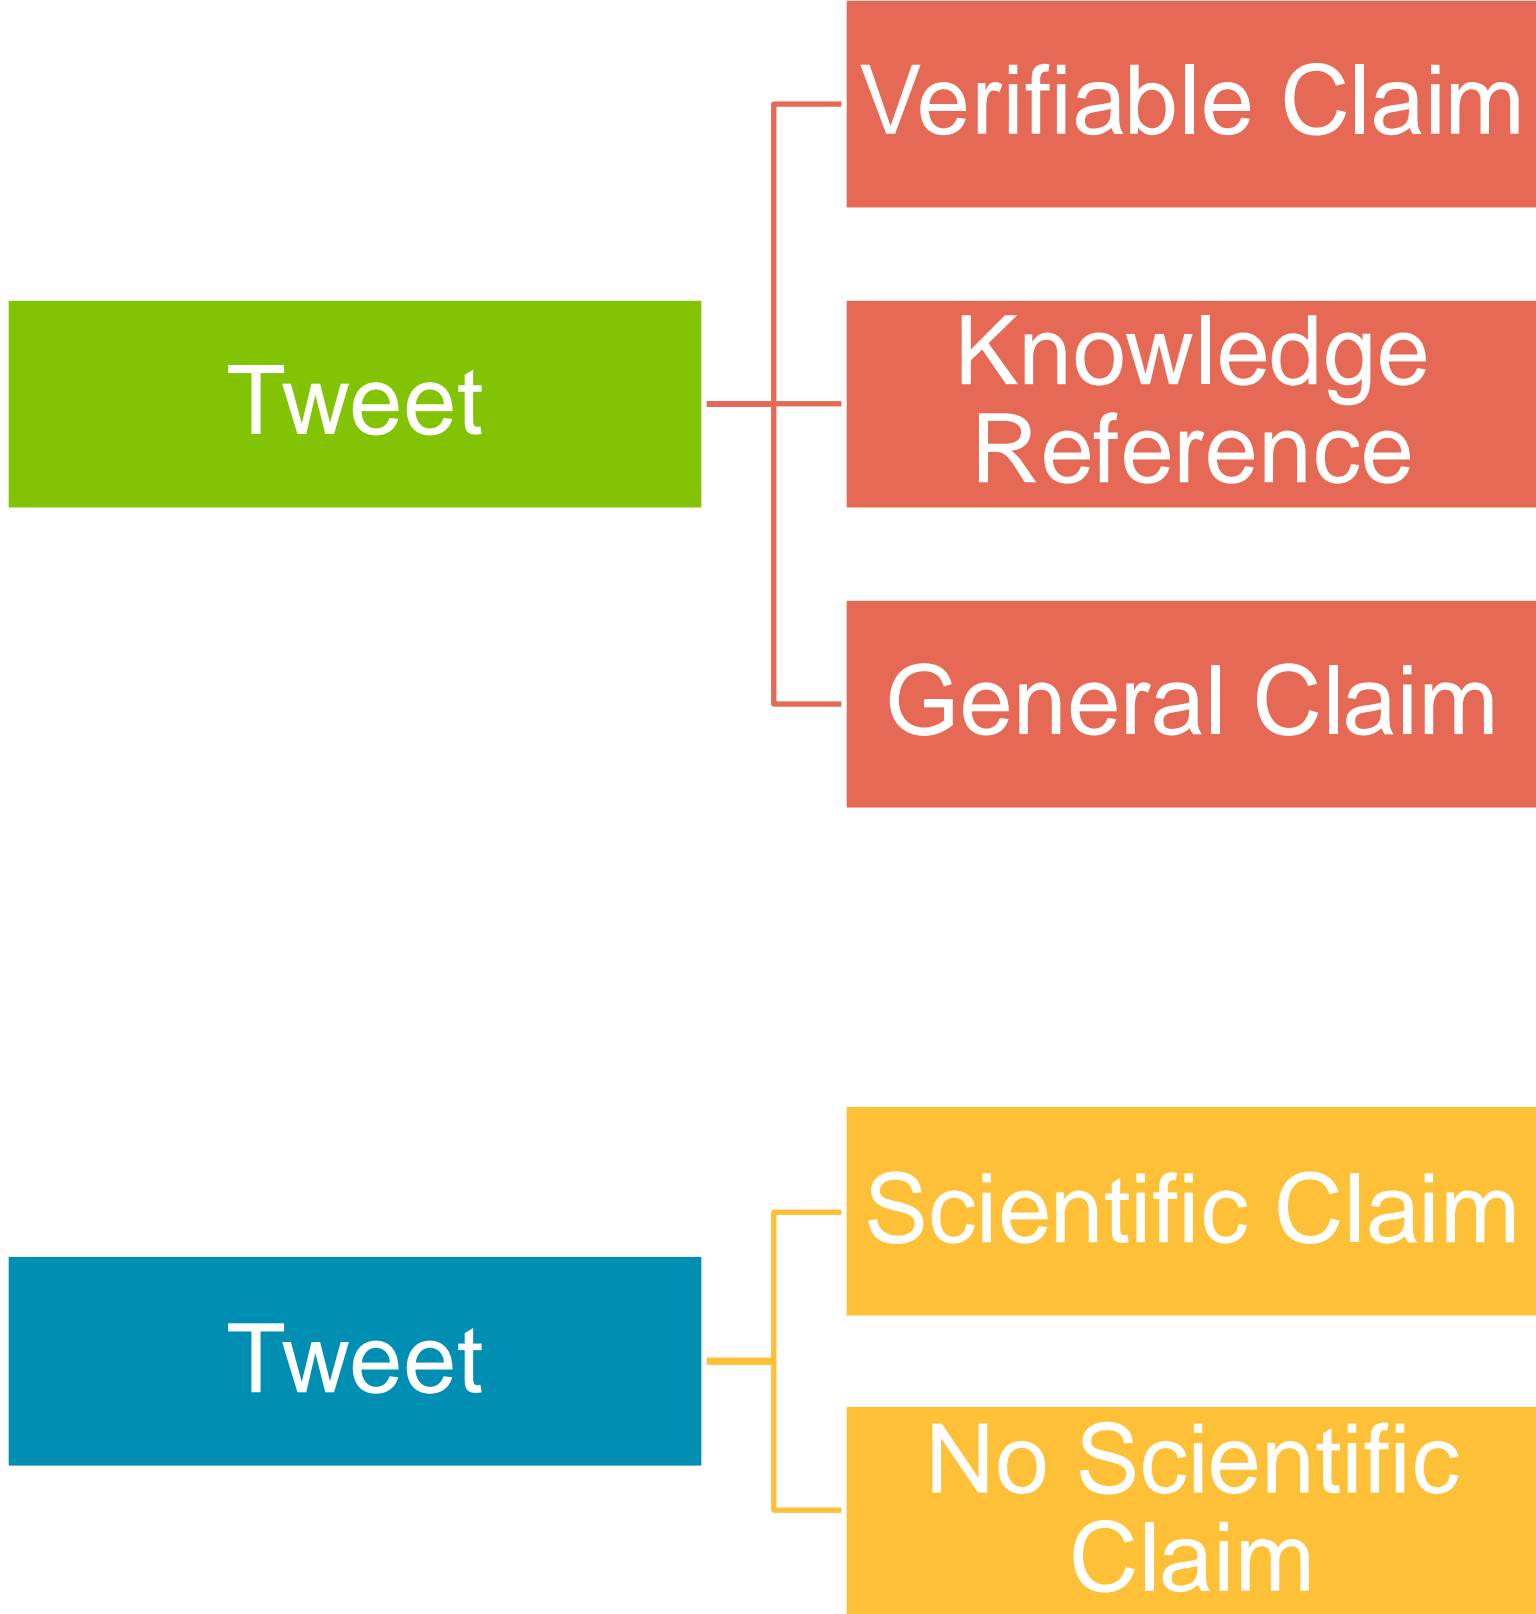 Tweet
Verifiable Claim
Knowledge
Reference
General Claim
Tweet
Scientific Claim
No Scientific
Claim